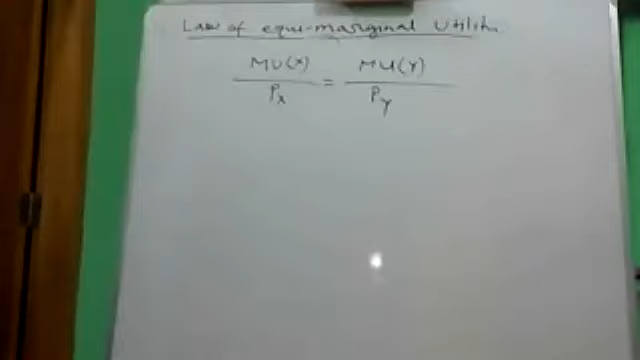 Law of equi-marginal Utility
MU(X) / Px = MU(Y) / Py